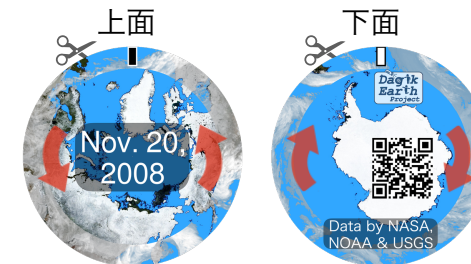 上面
下面
Nov. 20,
2008
Dagik
Earth
Project
Data by NASA,
NOAA & USGS